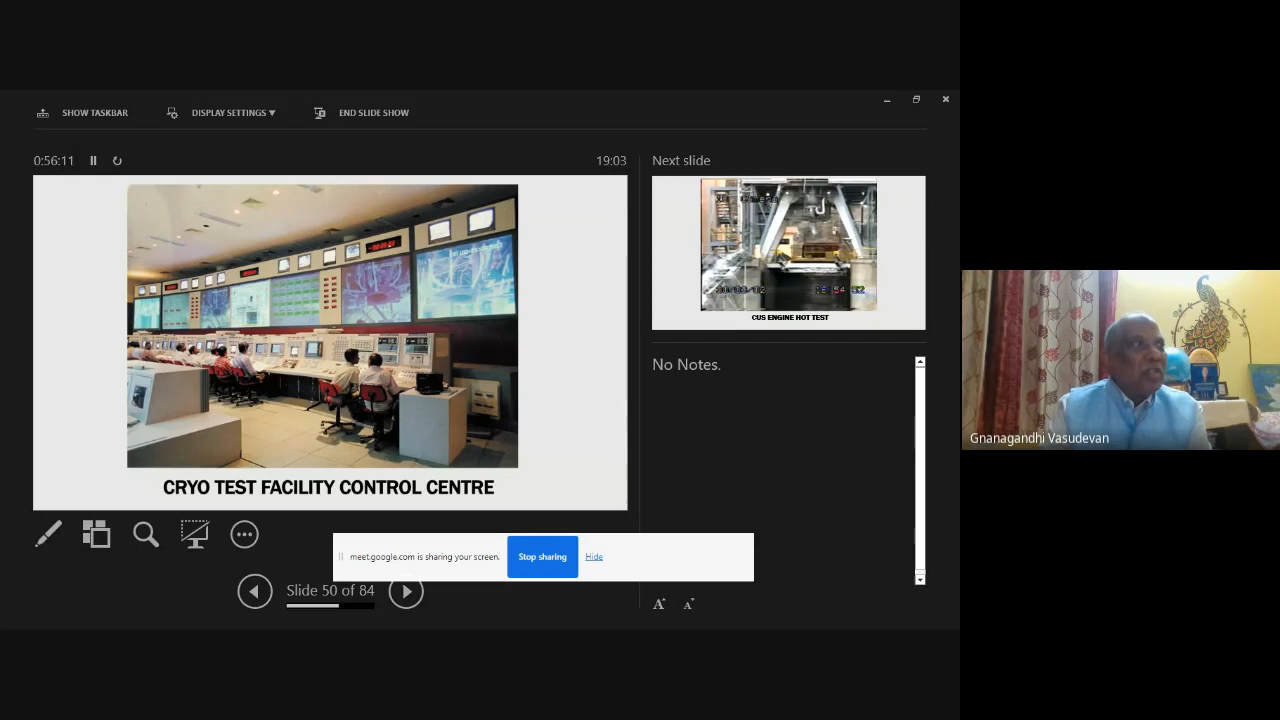 SHOW TASKBAR
DISPLAY SETTINGS ▼
END SLIDE SHOW
0:56:11
19:03
Next slide
CUS ENGINE HOT TEST
CRYO TEST FACILITY CONTROL CENTRE
No Notes.
Gnanagandhi Vasudevan
meet.google.com is sharing your screen.
Stop sharing
Hide
Slide 50 of 84
A A